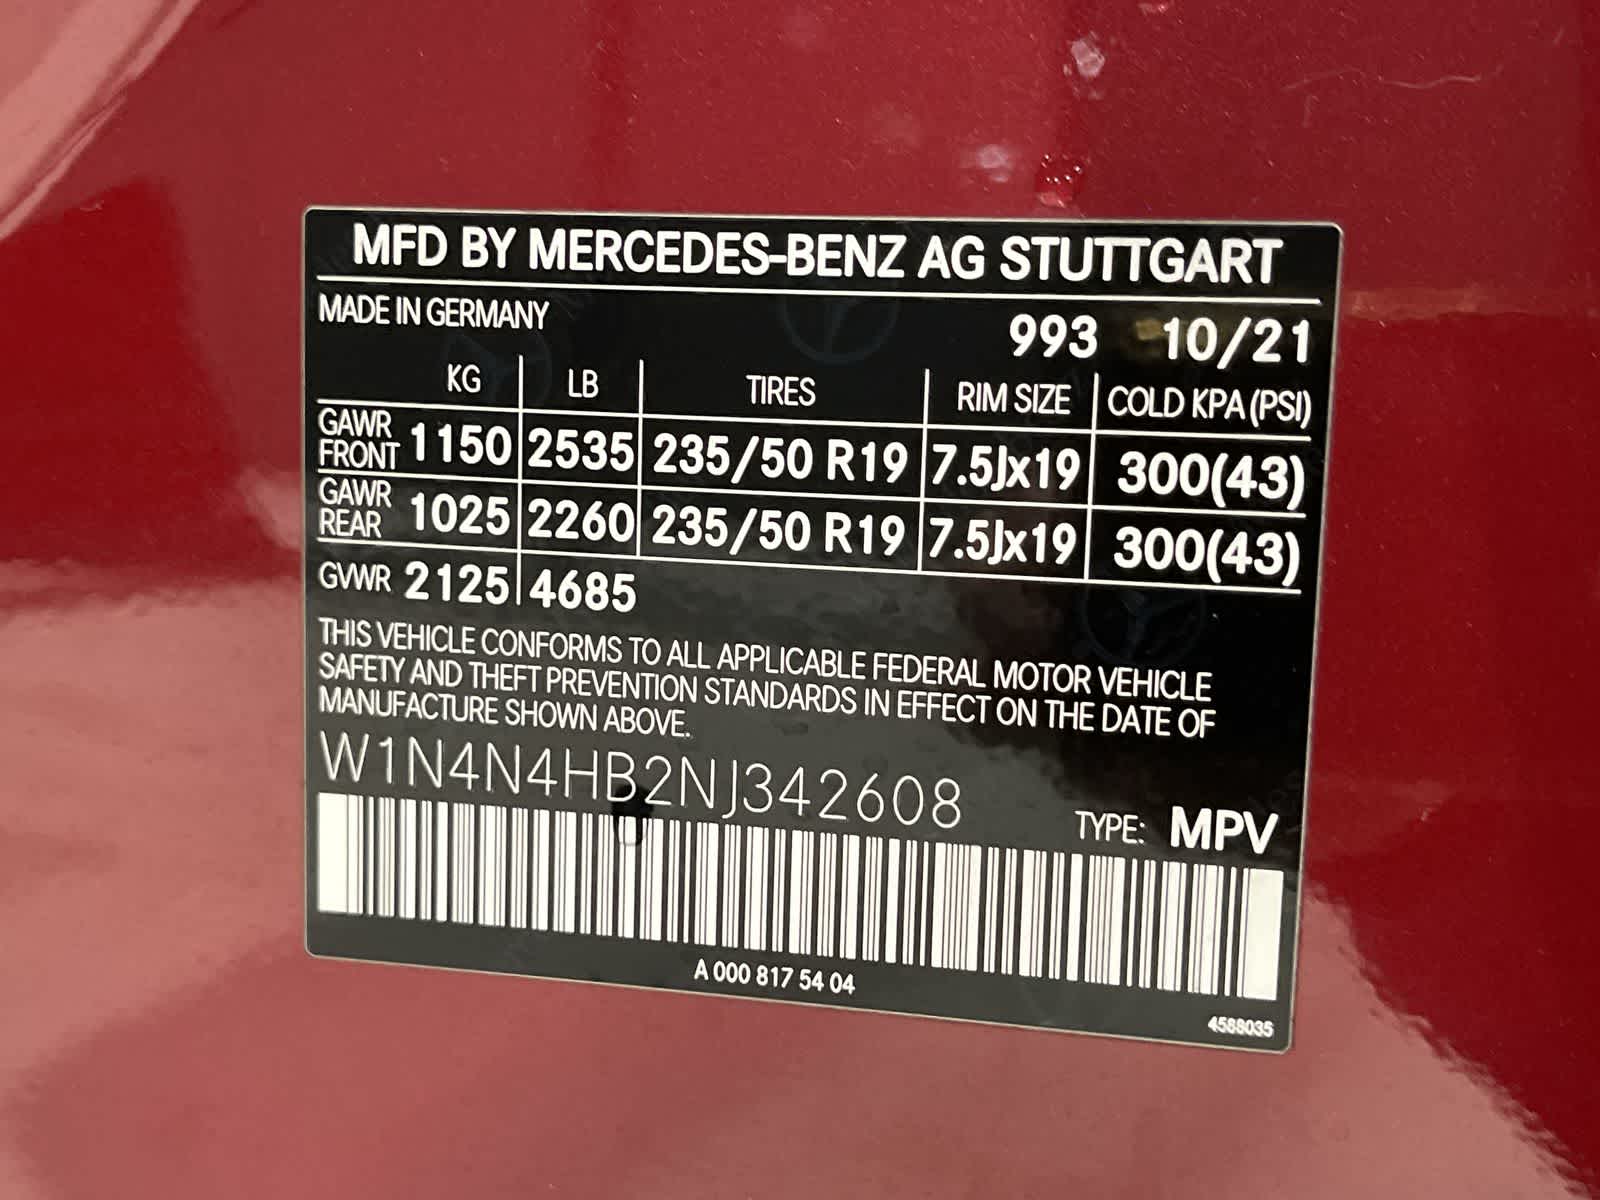 MFD BY MERCEDES-BENZ AG STUTTGART
MADE IN GERMANY
993 10/21
KG LB TIRES RIM SIZE COLD KPA (PSI)
GAWR FRONT 1150 2535 235/50 R19 7.5Jx19 300(43)
GAWR REAR 1025 2260 235/50 R19 7.5Jx19 300(43)
GVWR 2125 4685
THIS VEHICLE CONFORMS TO ALL APPLICABLE FEDERAL MOTOR VEHICLE
SAFETY AND THEFT PREVENTION STANDARDS IN EFFECT ON THE DATE OF
MANUFACTURE SHOWN ABOVE.
W1N4N4HB2NJ342608
TYPE: MPV
A 000 817 54 04
4588035